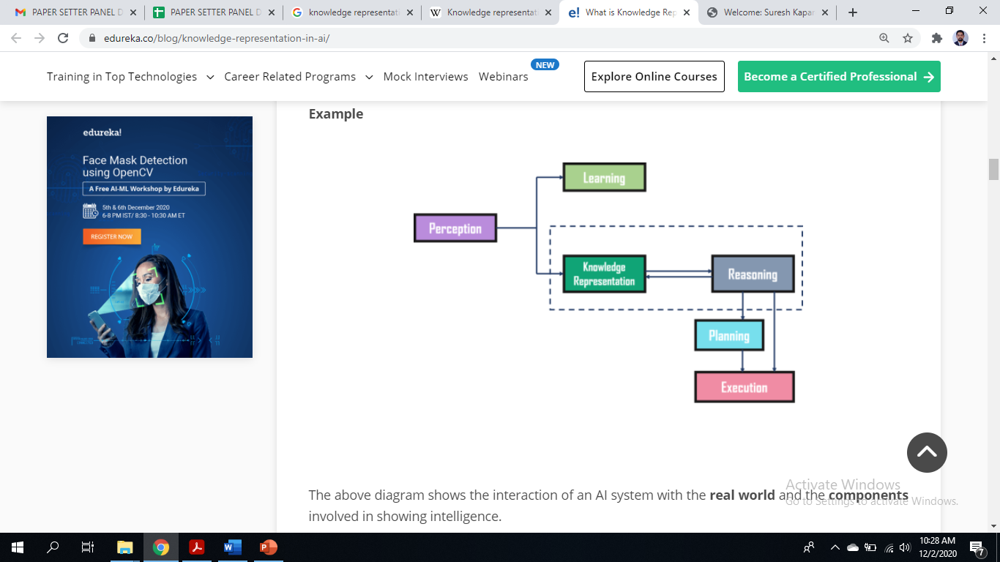 PAPER SETTER PANEL D
PAPER SETTER PANEL D
knowledge representati
Knowledge representati
What is Knowledge Rep
Welcome: Suresh Kapar
edureka.co/blog/knowledge-representation-in-ai/
NEW
Training in Top Technologies
Career Related Programs
Mock Interviews
Webinars
Explore Online Courses
Become a Certified Professional
edureka!
Face Mask Detection
using OpenCV
A Free AI-ML Workshop by Edureka
5th & 6th December 2020
6-8 PM IST/ 8:30 - 10:30 AM ET
REGISTER NOW
Example
Learning
Perception
Knowledge
Representation
Reasoning
Planning
Execution
The above diagram shows the interaction of an AI system with the real world and the components
involved in showing intelligence.
Activate Windows
Go to Settings to activate Windows.
10:28 AM
12/2/2020
7